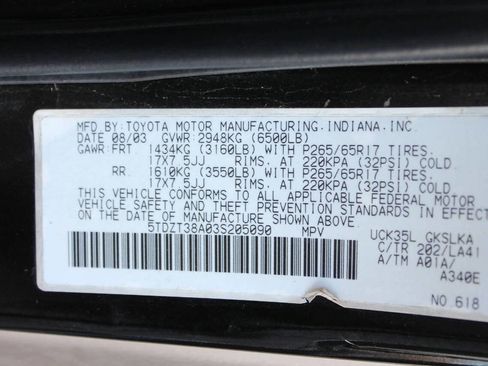 MFD.BY:TOYOTA MOTOR MANUFACTURING,INDIANA,INC.
DATE 08/03 GVWR 2948KG (6500LB)
GAWR:FRT 1434KG (3160LB) WITH P265/65R17 TIRES.
17X7.5JJ RIMS. AT 220KPA (32PSI) COLD
RR 1610KG (3550LB) WITH P265/65R17 TIRES.
17X7.5JJ RIMS. AT 220KPA (32PSI) COLD
THIS VEHICLE CONFORMS TO ALL APPLICABLE FEDERAL MOTOR
VEHICLE SAFETY AND THEFT PREVENTION STANDARDS IN EFFECT
ON THE DATE OF MANUFACTURE SHOWN ABOVE.
5TDZT38A03S205090 MPV
UCK35L GKSLKA
C/TR 202/LA41
A/TM A01A/
A340E
NO 618